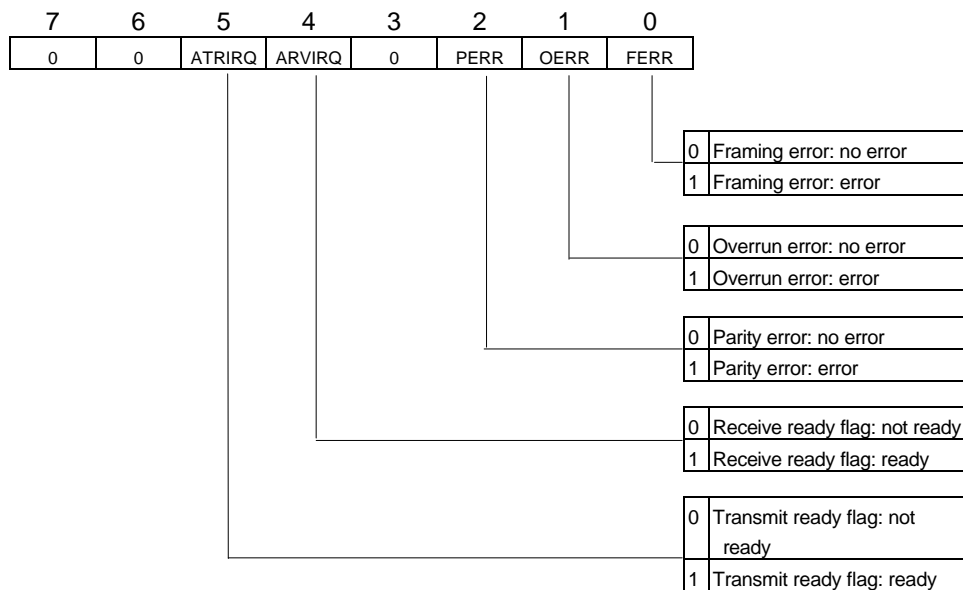 7 6 5 4 3 2 1 0
0 0 ATRIRQ ARVIRQ 0 PERR OERR FERR
0 Framing error: no error
1 Framing error: error
0 Overrun error: no error
1 Overrun error: error
0 Parity error: no error
1 Parity error: error
0 Receive ready flag: not ready
1 Receive ready flag: ready
0 Transmit ready flag: not
ready
1 Transmit ready flag: ready